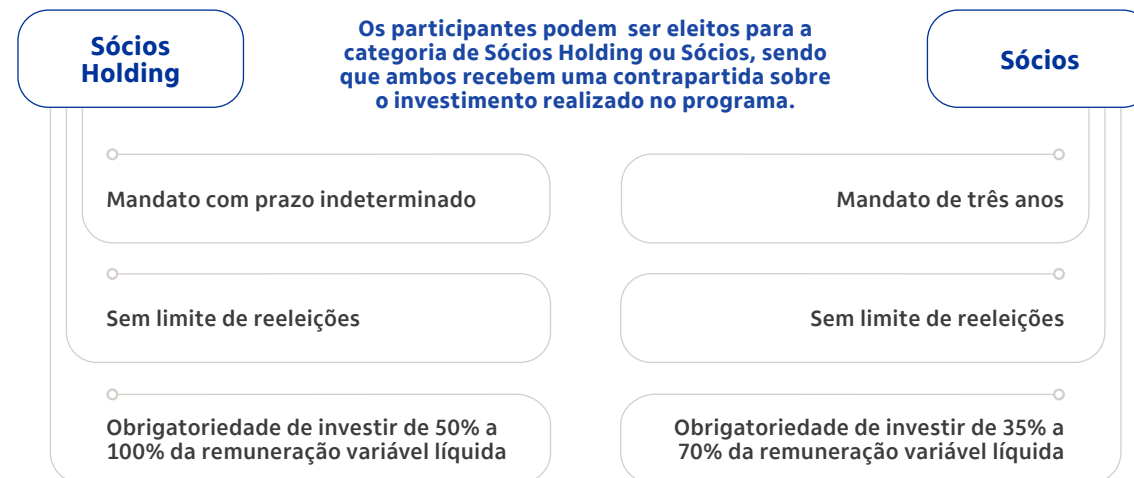 Sócios
Holding
Os participantes podem ser eleitos para a
categoria de Sócios Holding ou Sócios, sendo
que ambos recebem uma contrapartida sobre
o investimento realizado no programa.
Sócios
Mandato com prazo indeterminado
Mandato de três anos
Sem limite de reeleições
Sem limite de reeleições
Obrigatoriedade de investir de 50% a
100% da remuneração variável líquida
Obrigatoriedade de investir de 35% a
70% da remuneração variável líquida